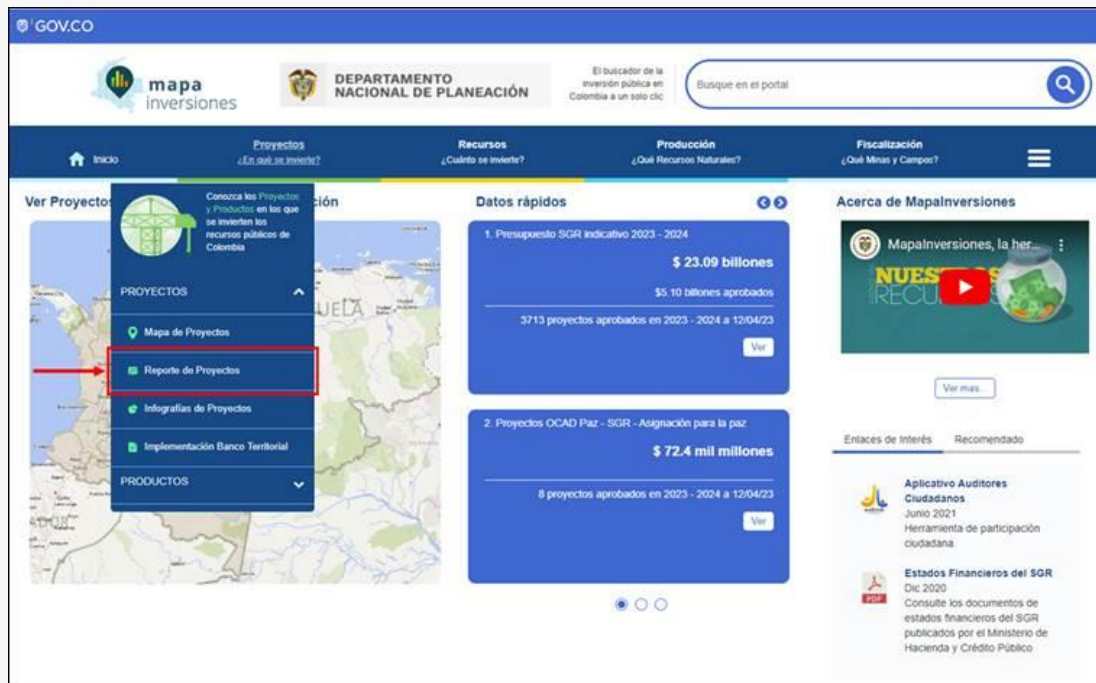 GOV.CO
mapa
inversiones
DEPARTAMENTO
NACIONAL DE PLANEACIÓN
El buscador de la
inversión pública en
Colombia a un solo clic
Busque en el portal
Inicio
Proyectos
¿En qué se invierte?
Recursos
¿Cuánto se invierte?
Producción
¿Qué Recursos Naturales?
Fiscalización
¿Qué Minas y Campos?
Ver Proyectos
ción
Conozca los Proyectos
y Productos en los que
se invierten los
recursos públicos de
Colombia
PROYECTOS
Mapa de Proyectos
Reporte de Proyectos
Infografías de Proyectos
Implementación Banco Territorial
PRODUCTOS
UELA
Datos rápidos
1. Presupuesto SGR indicativo 2023 - 2024
$ 23.09 billones
$5.10 billones aprobados
3713 proyectos aprobados en 2023 - 2024 a 12/04/23
Ver
2. Proyectos OCAD Paz - SGR - Asignación para la paz
$ 72.4 mil millones
8 proyectos aprobados en 2023 - 2024 a 12/04/23
Ver
Acerca de MapaInversiones
MapaInversiones, la her...
NUES
RECU
Ver mas...
Enlaces de Interés
Recomendado
Aplicativo Auditores
Ciudadanos
Junio 2021
Herramienta de participación
ciudadana.
PDF
Estados Financieros del SGR
Dic 2020
Consulte los documentos de
estados financieros del SGR
publicados por el Ministerio de
Hacienda y Crédito Público